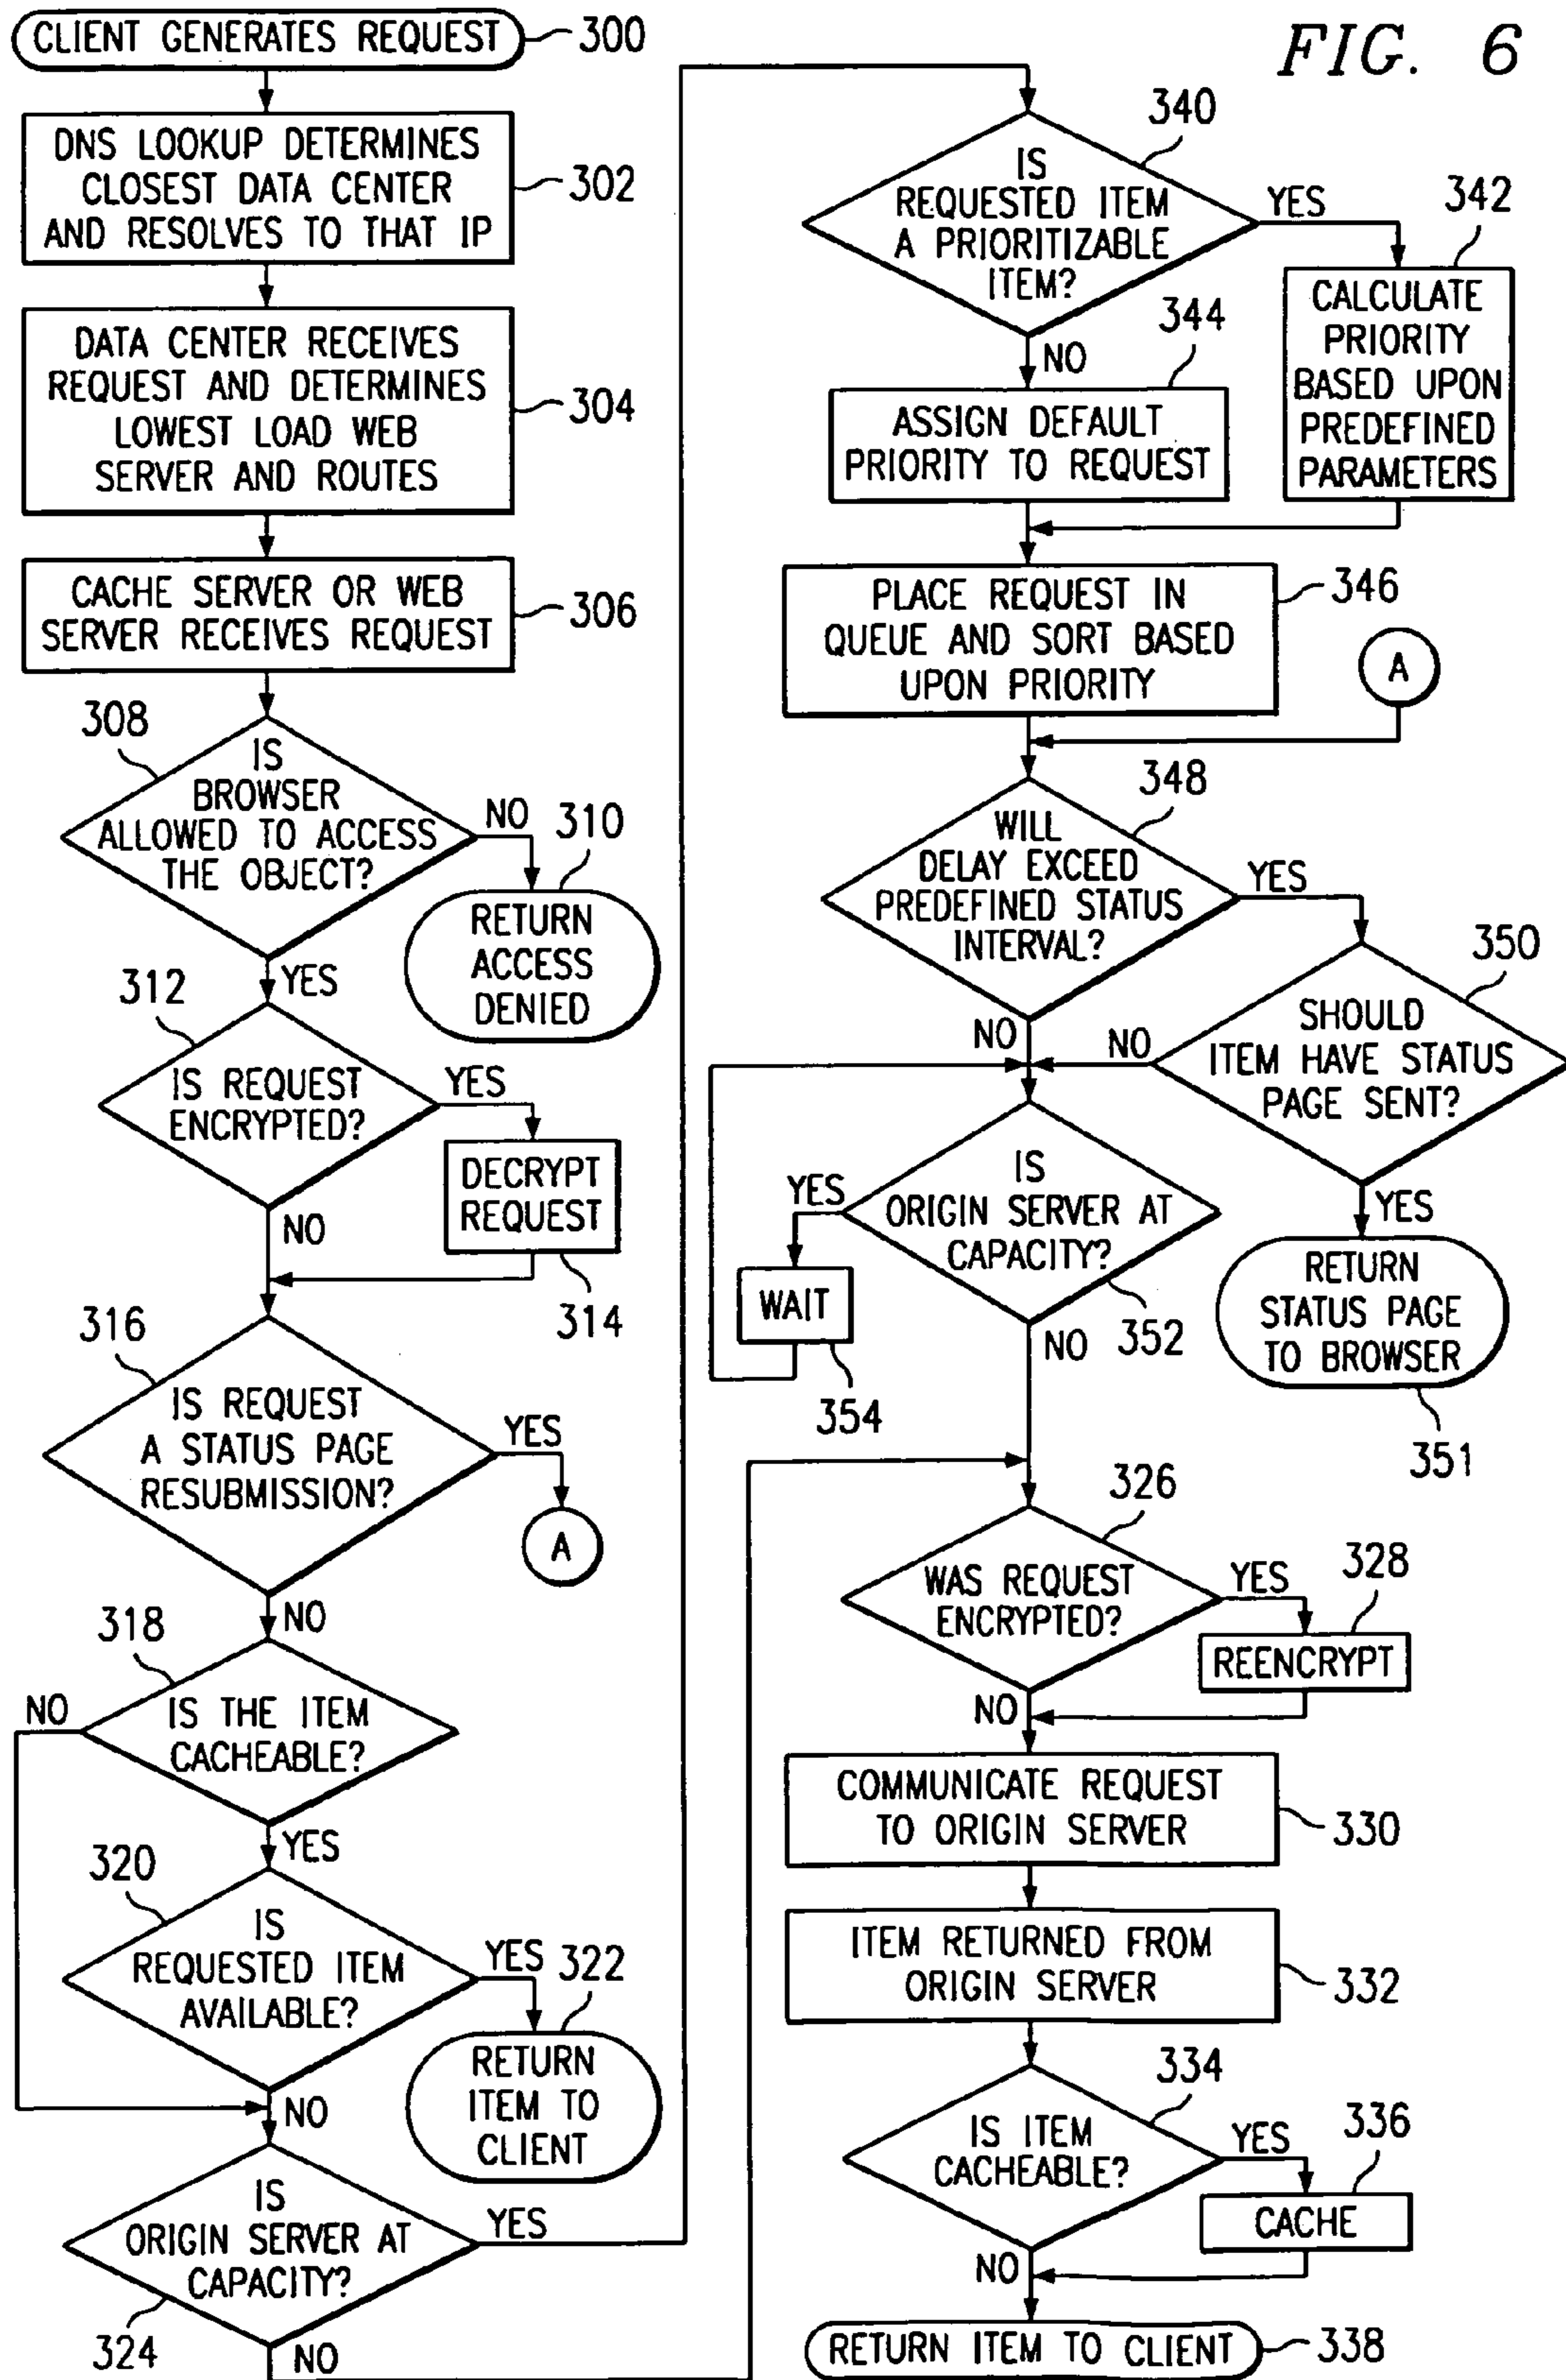 FIG. 6
CLIENT GENERATES REQUEST
300
DNS LOOKUP DETERMINES
CLOSEST DATA CENTER
AND RESOLVES TO THAT IP
302
DATA CENTER RECEIVES
REQUEST AND DETERMINES
LOWEST LOAD WEB
SERVER AND ROUTES
304
CACHE SERVER OR WEB
SERVER RECEIVES REQUEST
306
308
IS
BROWSER
ALLOWED TO ACCESS
THE OBJECT?
NO
310
RETURN
ACCESS
DENIED
YES
312
IS REQUEST
ENCRYPTED?
YES
DECRYPT
REQUEST
314
NO
316
IS REQUEST
A STATUS PAGE
RESUBMISSION?
YES
A
NO
318
IS THE ITEM
CACHEABLE?
NO
YES
320
IS
REQUESTED ITEM
AVAILABLE?
YES
322
RETURN
ITEM TO
CLIENT
NO
IS
ORIGIN SERVER AT
CAPACITY?
YES
324
NO
340
IS
REQUESTED ITEM
A PRIORITIZABLE
ITEM?
YES
342
CALCULATE
PRIORITY
BASED UPON
PREDEFINED
PARAMETERS
NO
344
ASSIGN DEFAULT
PRIORITY TO REQUEST
PLACE REQUEST IN
QUEUE AND SORT BASED
UPON PRIORITY
346
A
348
WILL
DELAY EXCEED
PREDEFINED STATUS
INTERVAL?
YES
350
SHOULD
ITEM HAVE STATUS
PAGE SENT?
NO
NO
YES
RETURN
STATUS PAGE
TO BROWSER
351
IS
ORIGIN SERVER AT
CAPACITY?
352
YES
WAIT
354
NO
326
WAS REQUEST
ENCRYPTED?
YES
328
REENCRYPT
NO
COMMUNICATE REQUEST
TO ORIGIN SERVER
330
ITEM RETURNED FROM
ORIGIN SERVER
332
334
IS ITEM
CACHEABLE?
YES
336
CACHE
NO
RETURN ITEM TO CLIENT
338